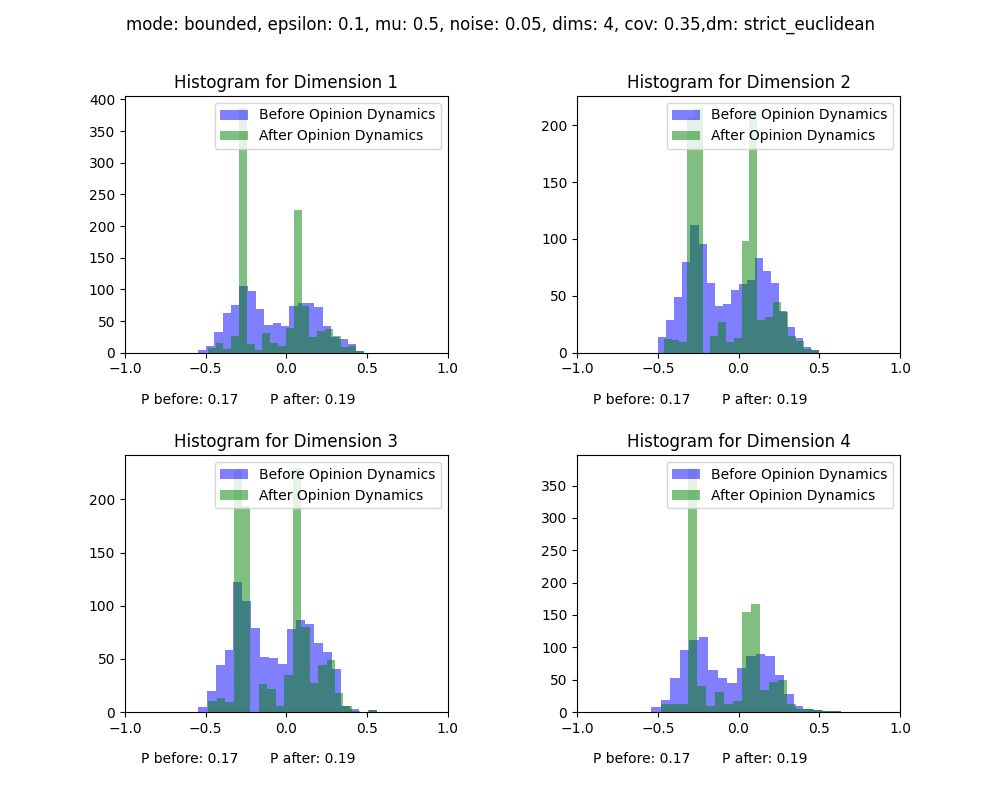 mode: bounded, epsilon: 0.1, mu: 0.5, noise: 0.05, dims: 4, cov: 0.35,dm: strict_euclidean
Histogram for Dimension 1
Before Opinion Dynamics
After Opinion Dynamics
400
350
300
250
200
150
100
50
0
−1.0 −0.5 0.0 0.5 1.0
P before: 0.17 P after: 0.19
Histogram for Dimension 2
Before Opinion Dynamics
After Opinion Dynamics
200
150
100
50
0
−1.0 −0.5 0.0 0.5 1.0
P before: 0.17 P after: 0.19
Histogram for Dimension 3
Before Opinion Dynamics
After Opinion Dynamics
200
150
100
50
0
−1.0 −0.5 0.0 0.5 1.0
P before: 0.17 P after: 0.19
Histogram for Dimension 4
Before Opinion Dynamics
After Opinion Dynamics
350
300
250
200
150
100
50
0
−1.0 −0.5 0.0 0.5 1.0
P before: 0.17 P after: 0.19